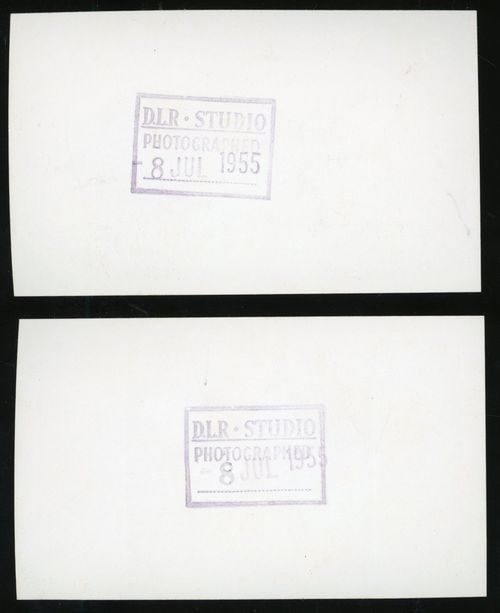 D.L.R · STUDIO
PHOTOGRAPHED
- 8 JUL 1955
D.L.R · STUDIO
PHOTOGRAPHED
- 8 JUL 1955